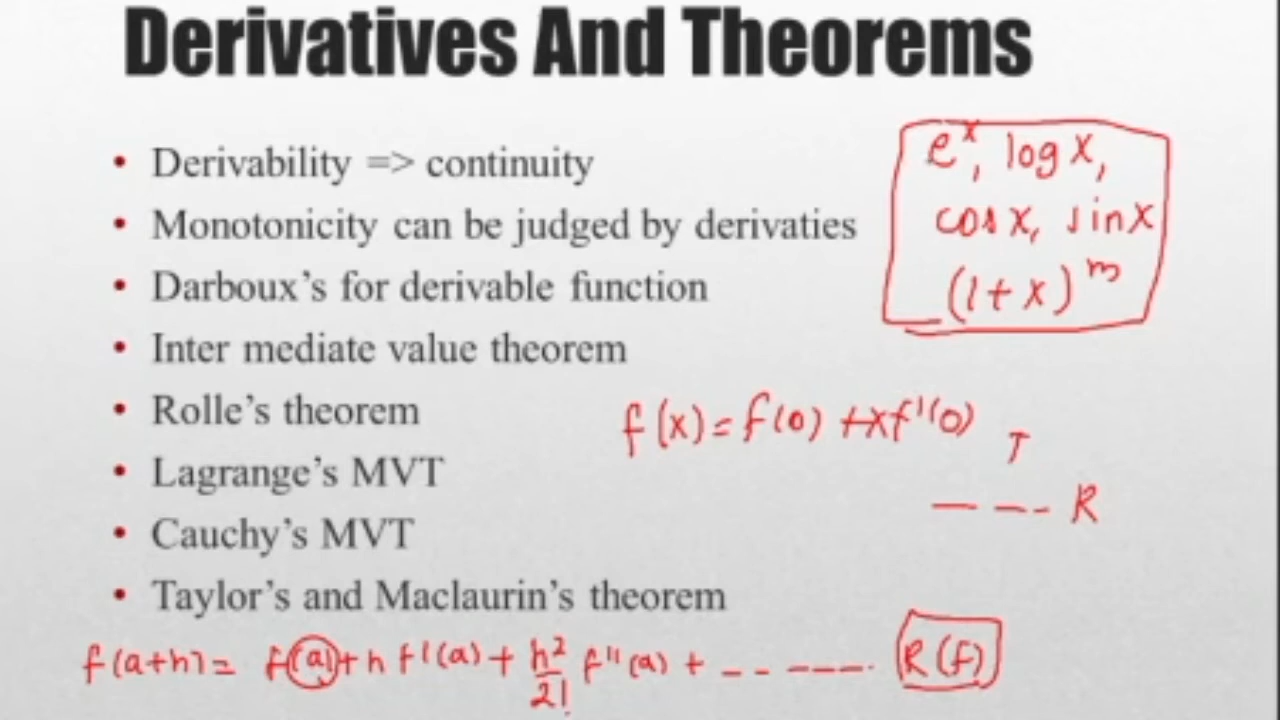 Derivatives And Theorems
• Derivability => continuity
• Monotonicity can be judged by derivaties
• Darboux's for derivable function
• Inter mediate value theorem
• Rolle's theorem
• Lagrange's MVT
• Cauchy's MVT
• Taylor's and Maclaurin's theorem
e^x, log x,
cos x, sin x
(1+x)^m
f(x) = f(0) + x f'(0)
— — -- R
f(a+h) = f(a) + h f'(a) + h²/2! f''(a) + -- ---- R(f)